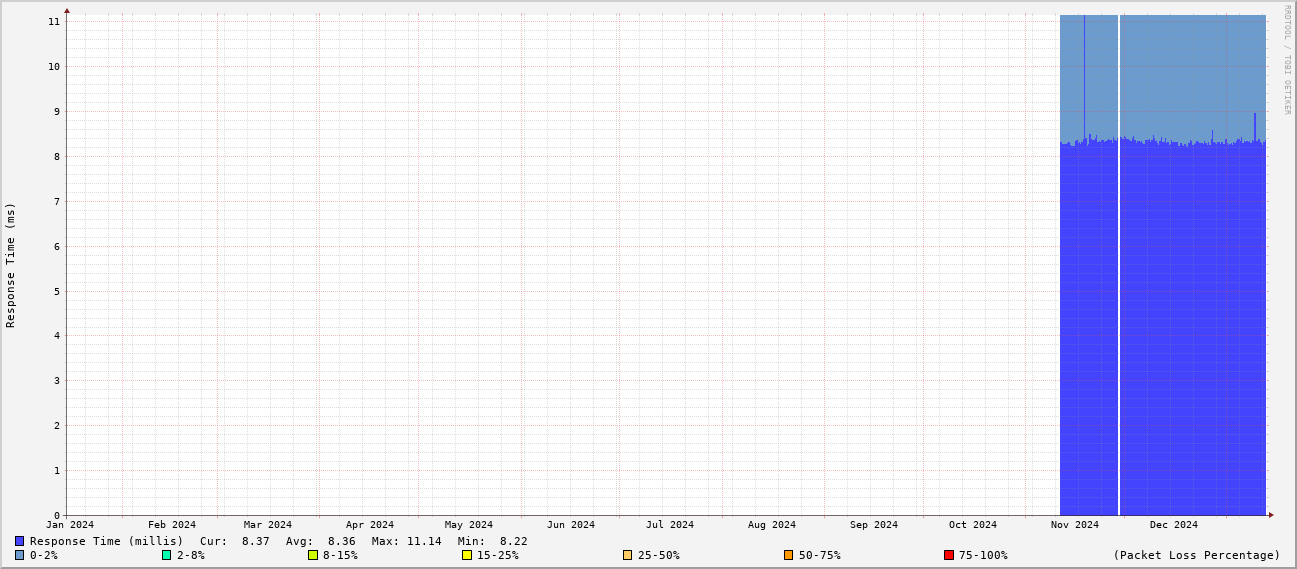 RRDTOOL / TOBI OETIKER
Response Time (ms)
11
10
9
8
7
6
5
4
3
2
1
0
Jan 2024 Feb 2024 Mar 2024 Apr 2024 May 2024 Jun 2024 Jul 2024 Aug 2024 Sep 2024 Oct 2024 Nov 2024 Dec 2024
Response Time (millis) Cur: 8.37 Avg: 8.36 Max: 11.14 Min: 8.22
0-2% 2-8% 8-15% 15-25% 25-50% 50-75% 75-100% (Packet Loss Percentage)